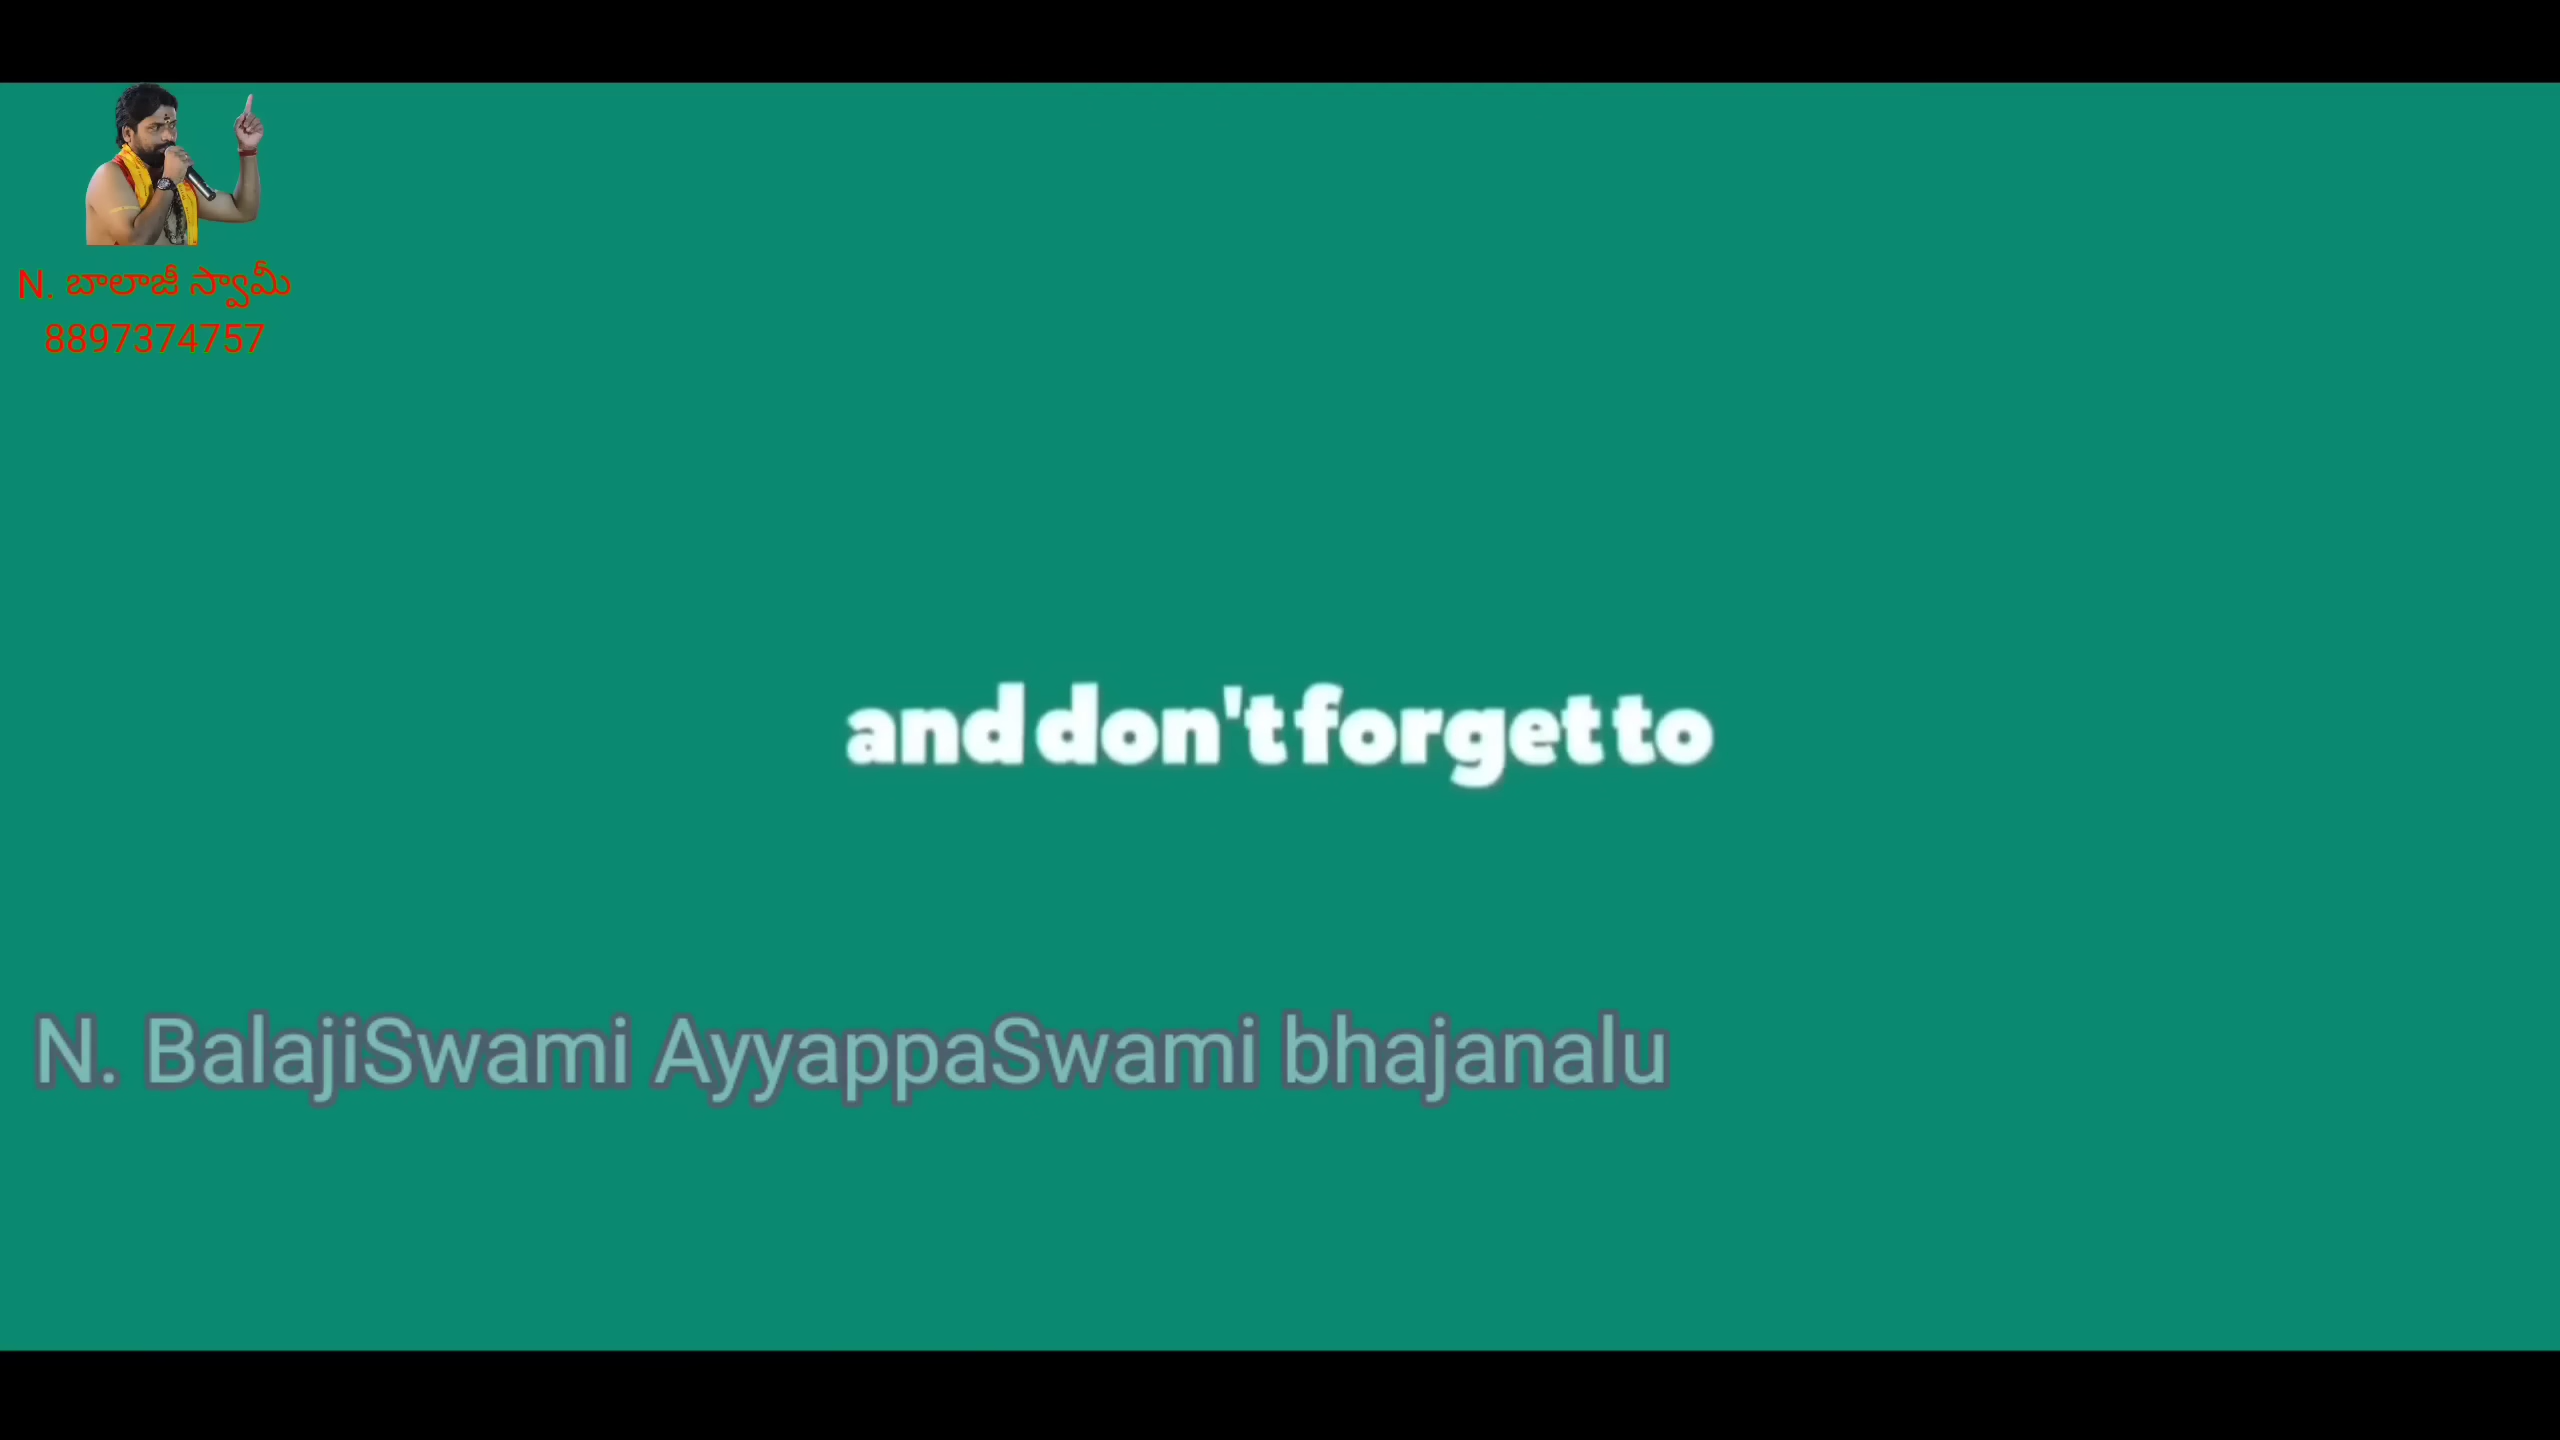 N. బాలాజీ స్వామీ
8897374757
and don't forget to
N. BalajiSwami AyyappaSwami bhajanalu